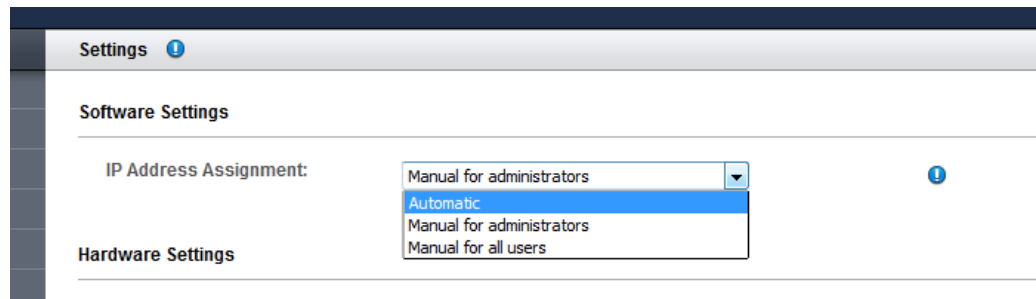 Settings
Software Settings
IP Address Assignment:
Manual for administrators
Automatic
Manual for administrators
Manual for all users
Hardware Settings